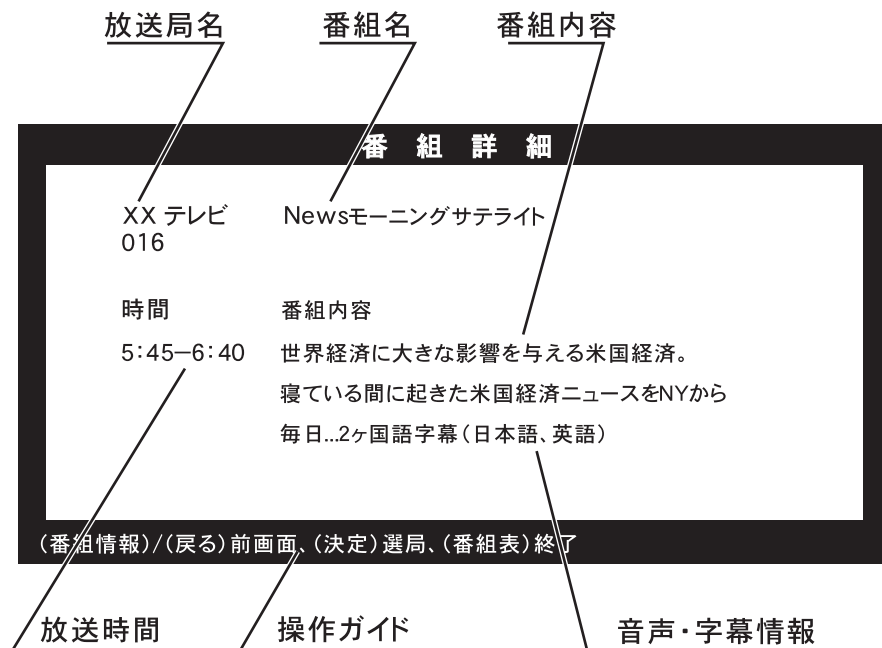 放送局名 番組名 番組内容
番組詳細
XX テレビ Newsモーニングサテライト
016
時間 番組内容
5:45−6:40 世界経済に大きな影響を与える米国経済。
寝ている間に起きた米国経済ニュースをNYから
毎日...2ヶ国語字幕(日本語、英語)
(番組情報)/(戻る)前画面、(決定)選局、(番組表)終了
放送時間 操作ガイド 音声・字幕情報